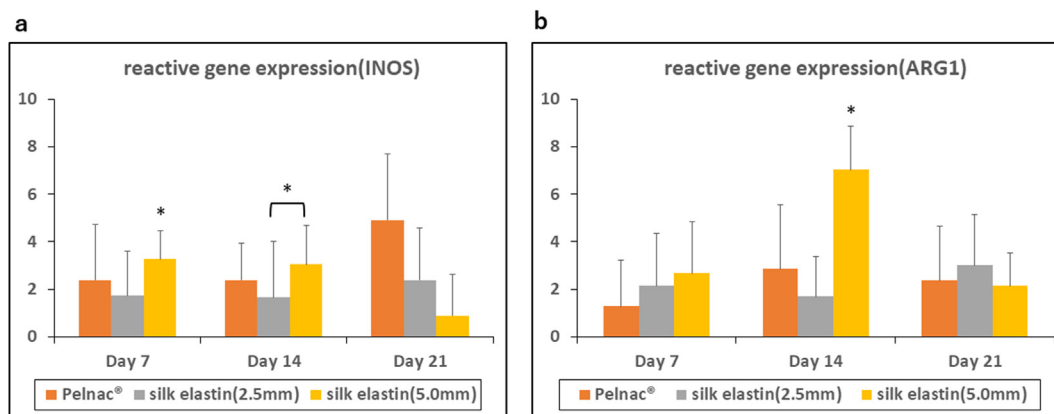 a
reactive gene expression(INOS)
10
8
6
4
2
0
*
*
Day 7 Day 14 Day 21
Pelnac® silk elastin(2.5mm) silk elastin(5.0mm)
b
reactive gene expression(ARG1)
10
8
6
4
2
0
*
Day 7 Day 14 Day 21
Pelnac® silk elastin(2.5mm) silk elastin(5.0mm)